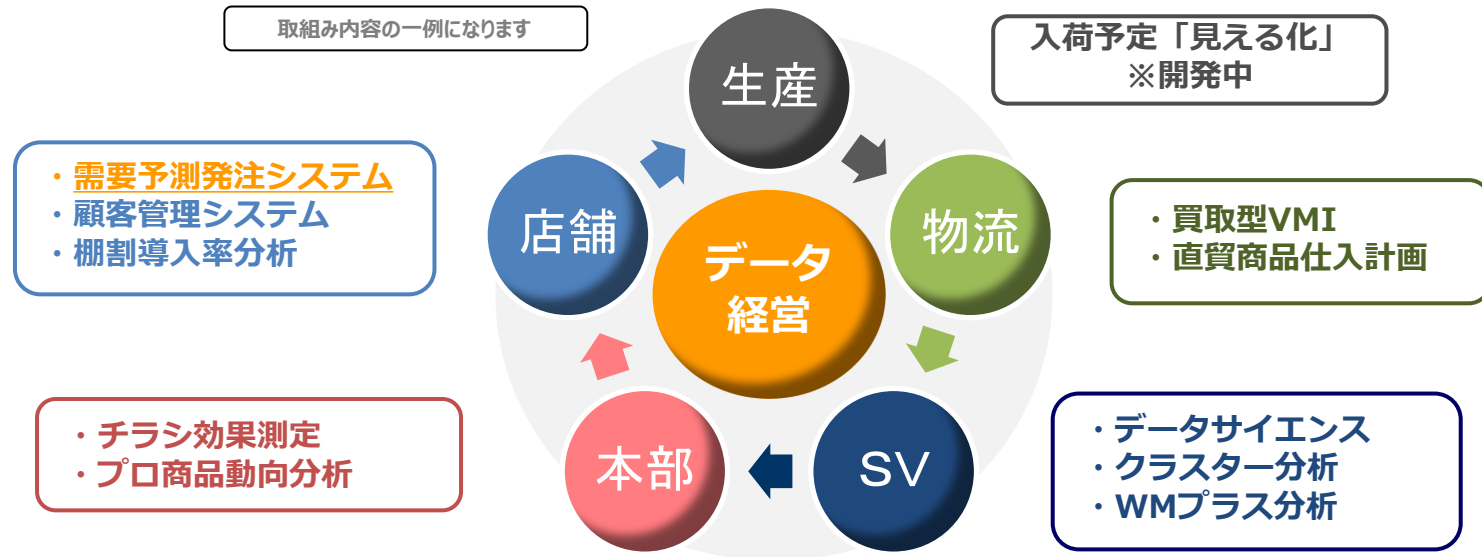 取組み内容の一例になります
生産
入荷予定「見える化」
※開発中
・需要予測発注システム
・顧客管理システム
・棚割導入率分析
店舗
データ
経営
物流
・買取型VMI
・直貿商品仕入計画
・チラシ効果測定
・プロ商品動向分析
本部
SV
・データサイエンス
・クラスター分析
・WMプラス分析